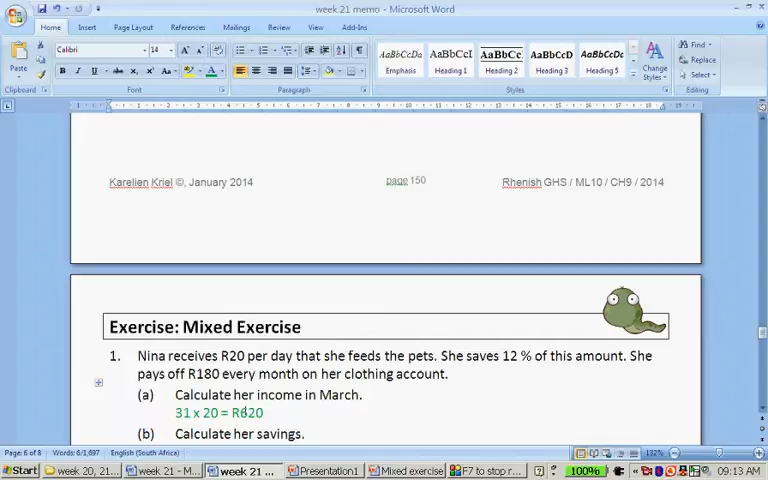 week 21 memo - Microsoft Word
Home Insert Page Layout References Mailings Review View Add-Ins
Calibri 14
AaBbCcDc AaBbCcI AaBbCc. AaBbCcD AaBbCcDc
Find
Replace
Select
Paste
B I U
Emphasis Heading 1 Heading 2 Heading 3 Heading 5
Change Styles
Clipboard Font Paragraph Styles Editing
Karelien Kriel ©, January 2014 page 150 Rhenish GHS / ML10 / CH9 / 2014
Exercise: Mixed Exercise
1. Nina receives R20 per day that she feeds the pets. She saves 12 % of this amount. She
pays off R180 every month on her clothing account.
(a) Calculate her income in March.
31 x 20 = R620
(b) Calculate her savings.
Page: 6 of 8 Words: 6/1,697 English (South Africa) 132%
Start week 20, 21... week 21 - M... week 21 ... Presentation1 Mixed exercise F7 to stop r... 100% 09:13 AM